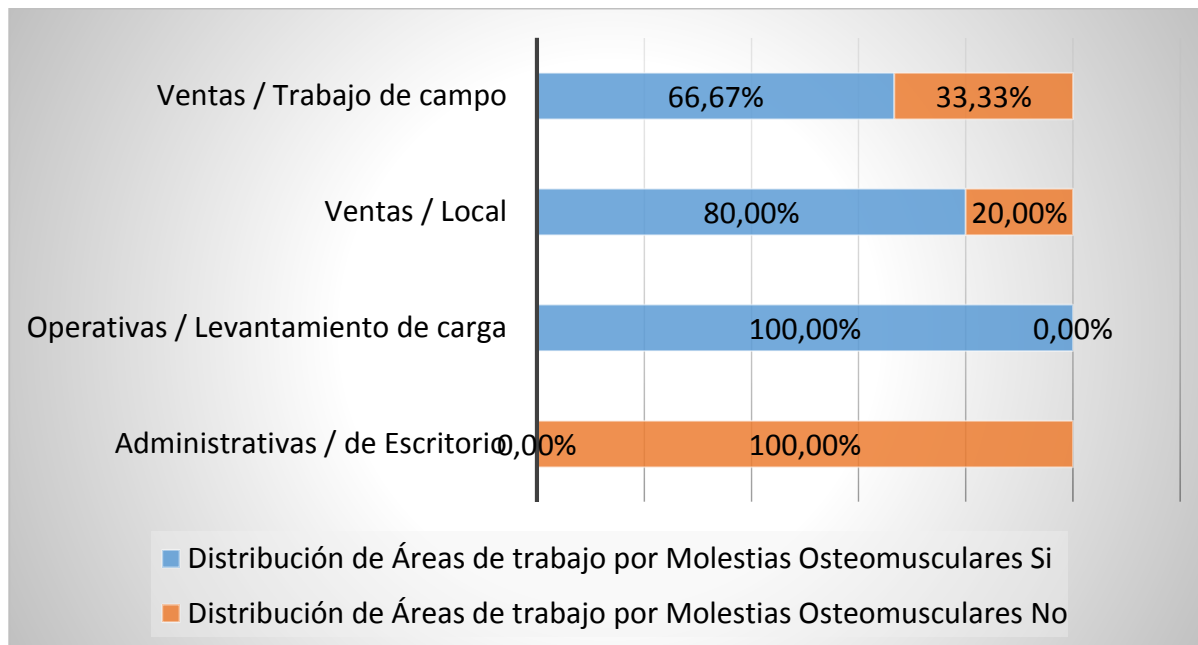 Ventas / Trabajo de campo 66,67% 33,33%
Ventas / Local 80,00% 20,00%
Operativas / Levantamiento de carga 100,00% 0,00%
Administrativas / de Escritorio 0,00% 100,00%
Distribución de Áreas de trabajo por Molestias Osteomusculares Si
Distribución de Áreas de trabajo por Molestias Osteomusculares No